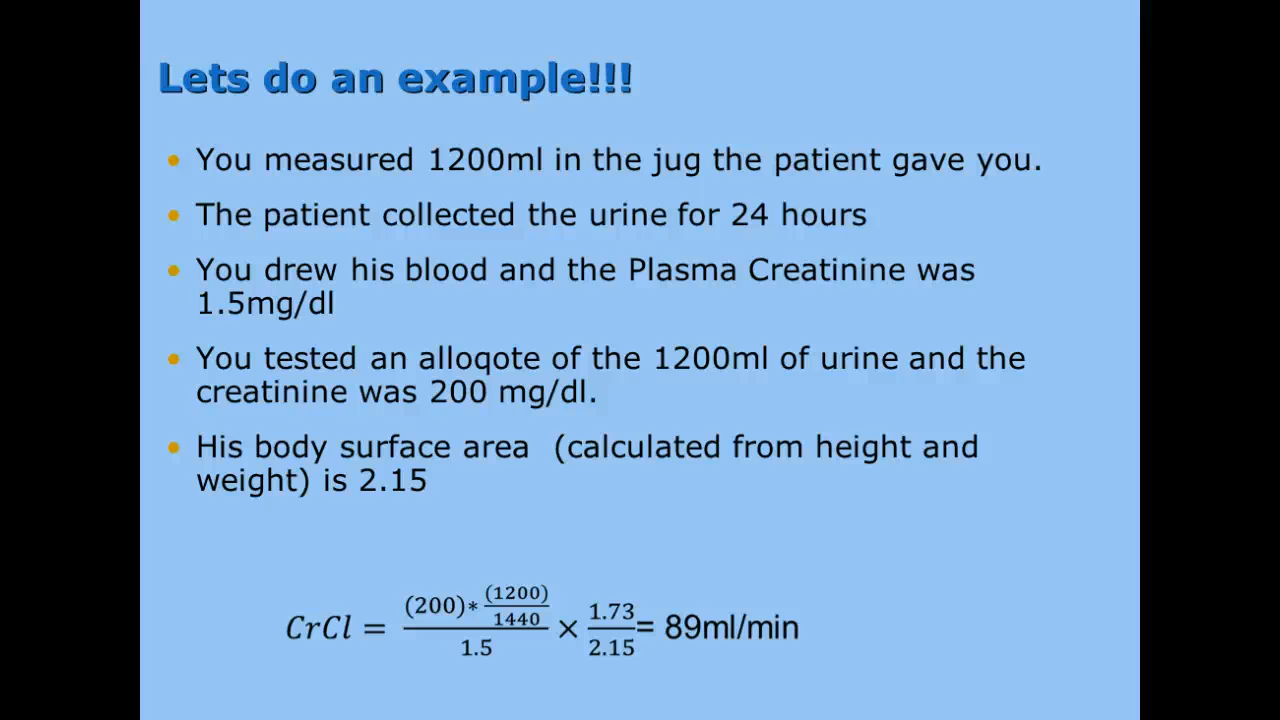 Lets do an example!!!
• You measured 1200ml in the jug the patient gave you.
• The patient collected the urine for 24 hours
• You drew his blood and the Plasma Creatinine was
1.5mg/dl
• You tested an alloqote of the 1200ml of urine and the
creatinine was 200 mg/dl.
• His body surface area (calculated from height and
weight) is 2.15
CrCl = ((200)*(1200)/1440)/1.5 × 1.73/2.15 = 89ml/min